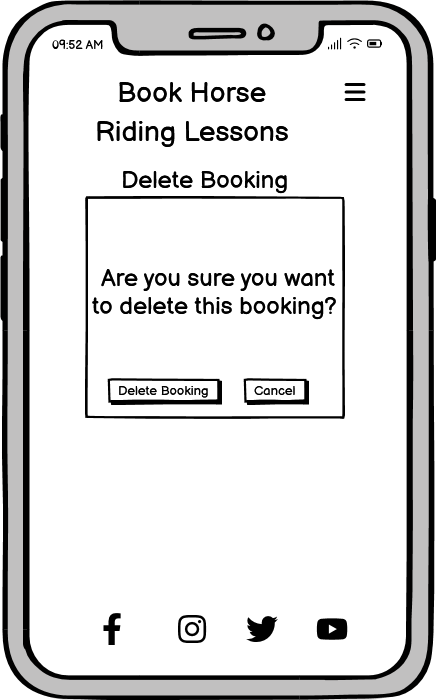 09:52 AM
Book Horse
Riding Lessons
Delete Booking
Are you sure you want
to delete this booking?
Delete Booking
Cancel